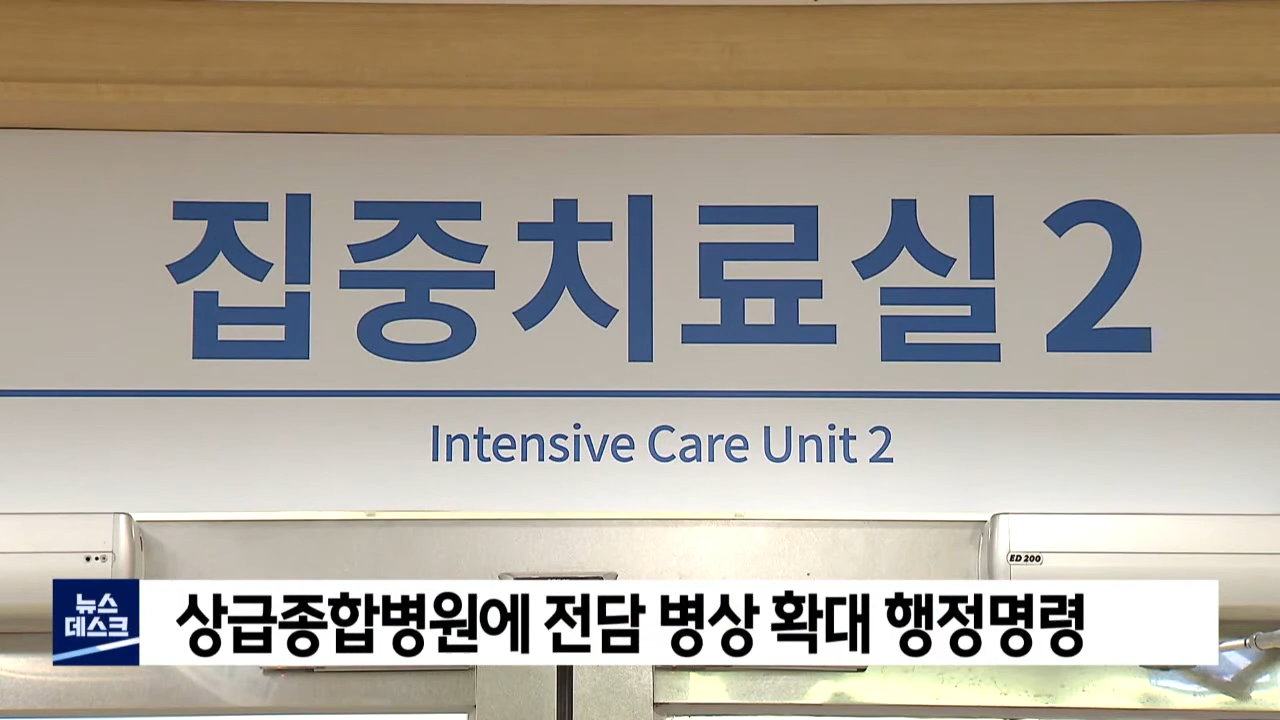 집중치료실2
Intensive Care Unit 2
ED 200
뉴스
데스크
상급종합병원에 전담 병상 확대 행정명령